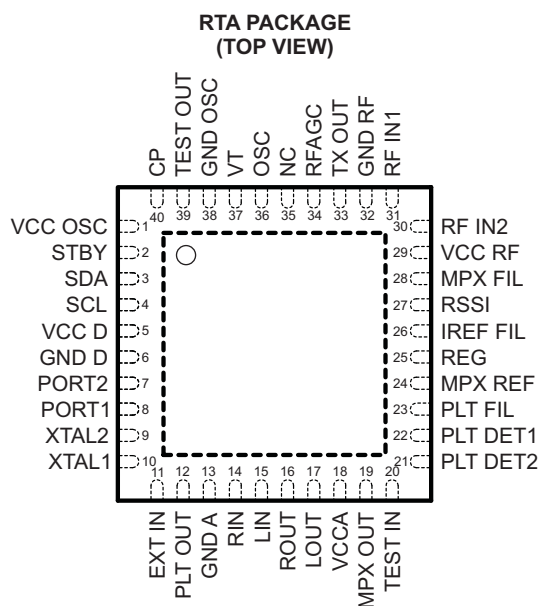 RTA PACKAGE
(TOP VIEW)
CP
TEST OUT
GND OSC
VT
OSC
NC
RFAGC
TX OUT
GND RF
RF IN1
40
39
38
37
36
35
34
33
32
31
VCC OSC 1
STBY 2
SDA 3
SCL 4
VCC D 5
GND D 6
PORT2 7
PORT1 8
XTAL2 9
XTAL1 10
30 RF IN2
29 VCC RF
28 MPX FIL
27 RSSI
26 IREF FIL
25 REG
24 MPX REF
23 PLT FIL
22 PLT DET1
21 PLT DET2
11
12
13
14
15
16
17
18
19
20
EXT IN
PLT OUT
GND A
RIN
LIN
ROUT
LOUT
VCCA
MPX OUT
TEST IN